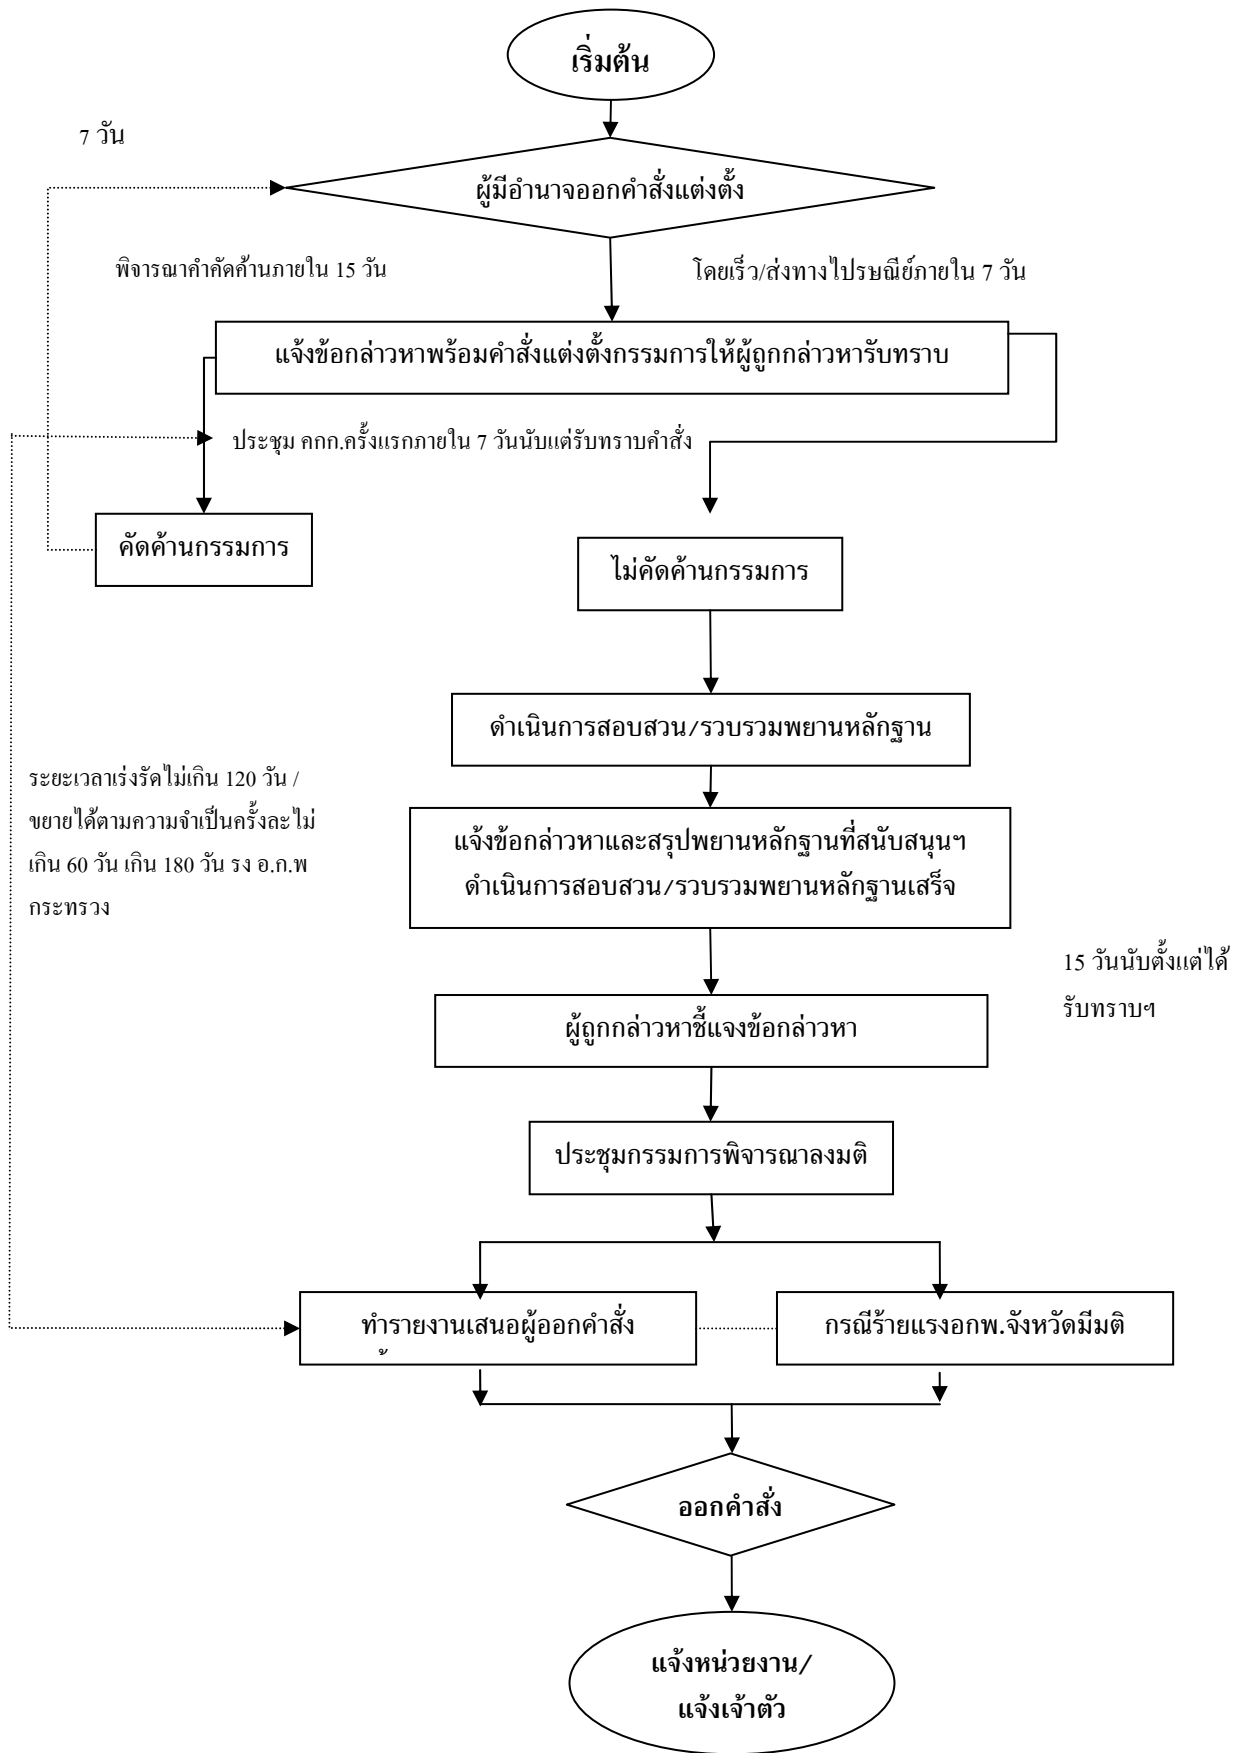 เริ่มต้น
7 วัน
ผู้มีอำนาจออกคำสั่งแต่งตั้ง
พิจารณาคำคัดค้านภายใน 15 วัน
โดยเร็ว/ส่งทางไปรษณีย์ภายใน 7 วัน
แจ้งข้อกล่าวหาพร้อมคำสั่งแต่งตั้งกรรมการให้ผู้ถูกกล่าวหารับทราบ
ประชุม คกก.ครั้งแรกภายใน 7 วันนับแต่รับทราบคำสั่ง
คัดค้านกรรมการ
ไม่คัดค้านกรรมการ
ดำเนินการสอบสวน/รวบรวมพยานหลักฐาน
ระยะเวลาเร่งรัดไม่เกิน 120 วัน /
ขยายได้ตามความจำเป็นครั้งละไม่
เกิน 60 วัน เกิน 180 วัน รง อ.ก.พ
กระทรวง
แจ้งข้อกล่าวหาและสรุปพยานหลักฐานที่สนับสนุนฯ
ดำเนินการสอบสวน/รวบรวมพยานหลักฐานเสร็จ
15 วันนับตั้งแต่ได้
รับทราบฯ
ผู้ถูกกล่าวหาชี้แจงข้อกล่าวหา
ประชุมกรรมการพิจารณาลงมติ
ทำรายงานเสนอผู้ออกคำสั่ง
กรณีร้ายแรงอกพ.จังหวัดมีมติ
ออกคำสั่ง
แจ้งหน่วยงาน/
แจ้งเจ้าตัว